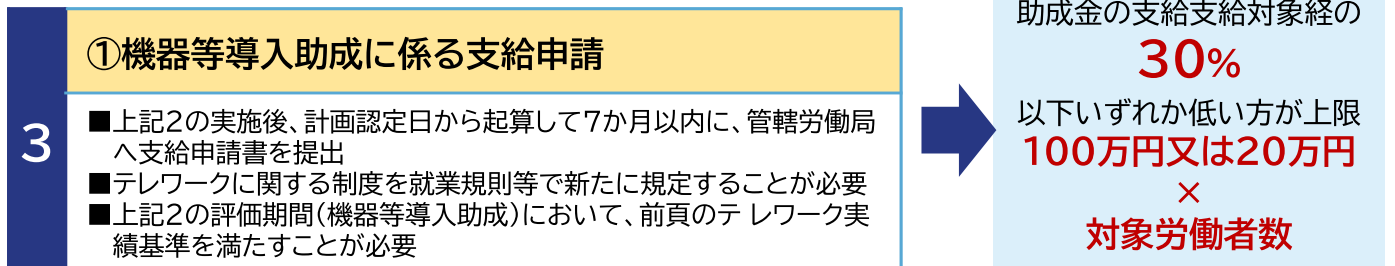 3
①機器等導入助成に係る支給申請
■上記2の実施後、計画認定日から起算して7か月以内に、管轄労働局
へ支給申請書を提出
■テレワークに関する制度を就業規則等で新たに規定することが必要
■上記2の評価期間(機器等導入助成)において、前頁のテ レワーク実
績基準を満たすことが必要
助成金の支給支給対象経の
30%
以下いずれか低い方が上限
100万円又は20万円
×
対象労働者数